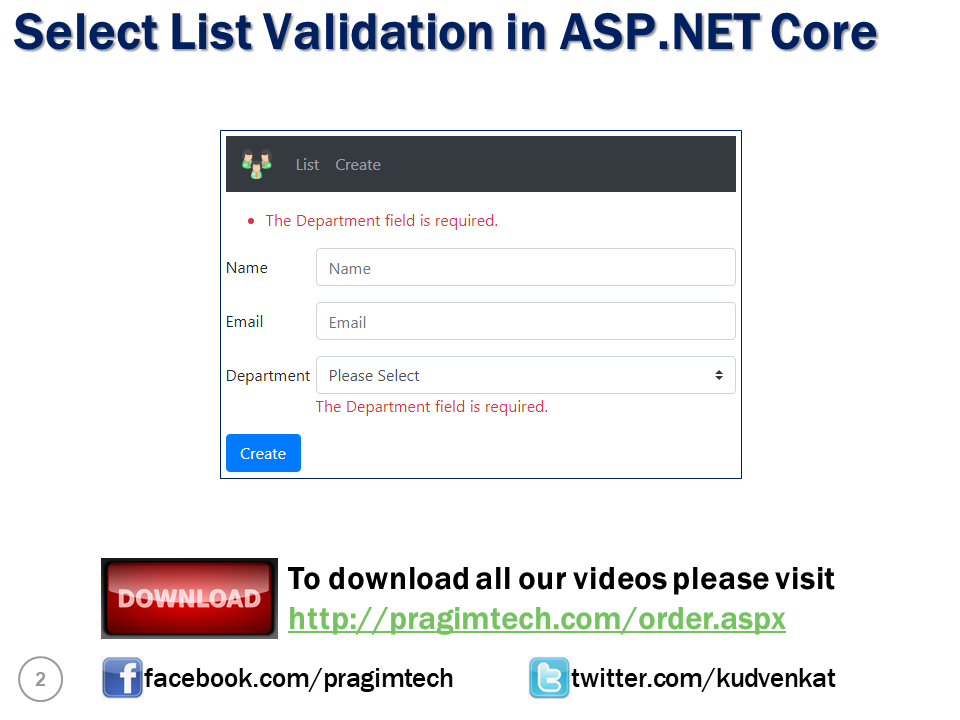 Select List Validation in ASP.NET Core
List Create
The Department field is required.
Name Name
Email Email
Department Please Select
The Department field is required.
Create
DOWNLOAD To download all our videos please visit
http://pragimtech.com/order.aspx
2 facebook.com/pragimtech twitter.com/kudvenkat